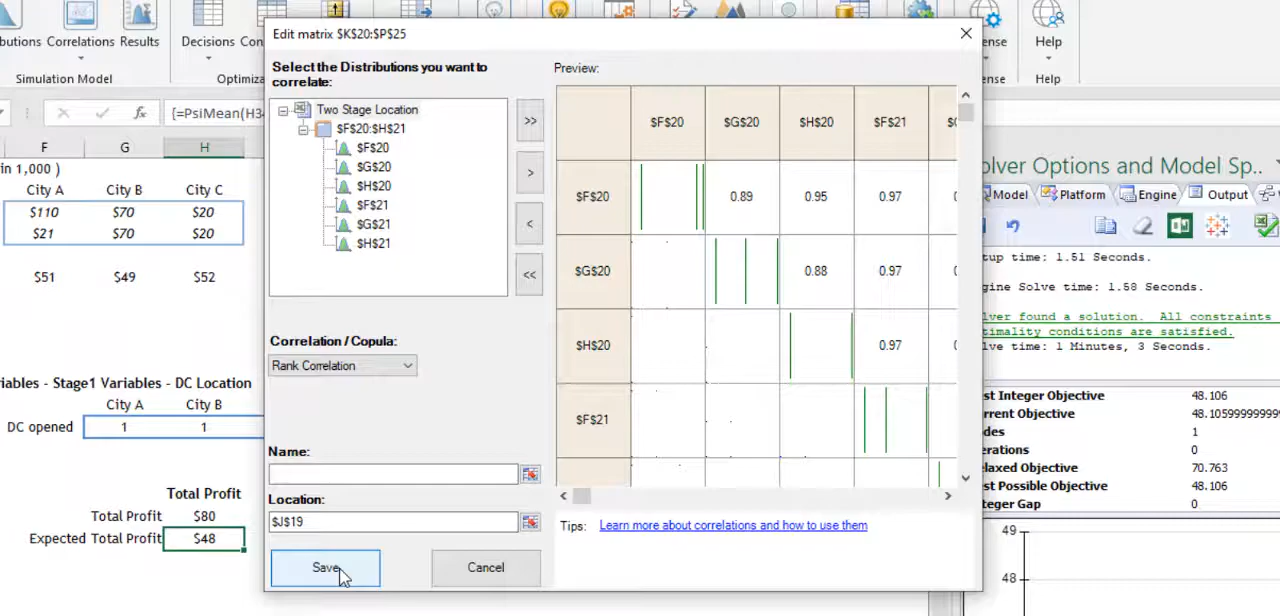 butions Correlations Results Decisions Con ense Help
Simulation Model Optimiz ense Help
{=PsiMean(H34
F G H
in 1,000 )
City A City B City C
$110 $70 $20
$21 $70 $20
$51 $49 $52
riables - Stage1 Variables - DC Location
City A City B
DC opened 1 1
Total Profit
Total Profit $80
Expected Total Profit $48
Edit matrix $K$20:$P$25
Select the Distributions you want to
correlate:
Two Stage Location
$F$20:$H$21
$F$20
$G$20
$H$20
$F$21
$G$21
$H$21
>>
>
<
<<
Correlation / Copula:
Rank Correlation
Name:
Location:
$J$19
Save Cancel
Preview:
$F$20 $G$20 $H$20 $F$21
$F$20 0.89 0.95 0.97
$G$20 0.88 0.97
$H$20 0.97
$F$21
Tips: Learn more about correlations and how to use them
olver Options and Model Sp..
Model Platform Engine Output
tup time: 1.51 Seconds.
gine Solve time: 1.58 Seconds.
lver found a solution. All constraints
timality conditions are satisfied.
lve time: 1 Minutes, 3 Seconds.
st Integer Objective 48.106
rrent Objective 48.10599999999
des 1
erations 0
laxed Objective 70.763
st Possible Objective 48.106
teger Gap 0
49
48